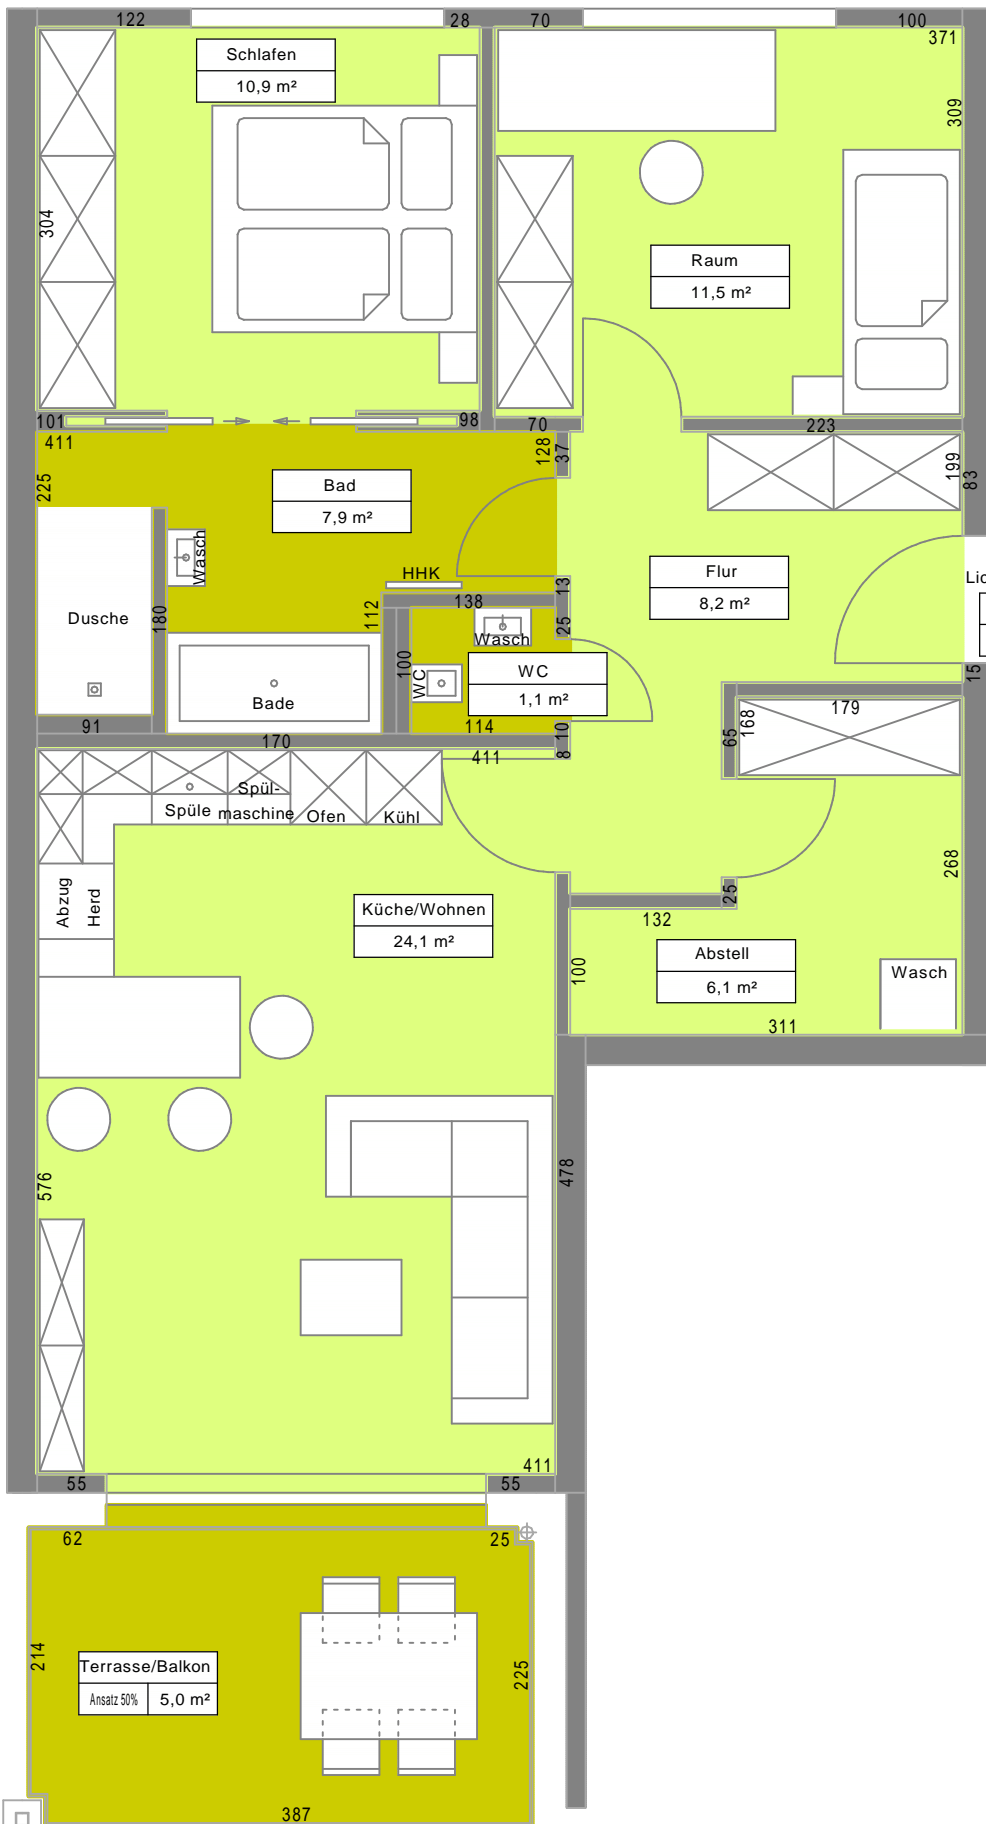 122
28
70
100
371
Schlafen
10,9 m²
309
304
Raum
11,5 m²
101
98
70
223
411
128
37
199
83
225
Bad
7,9 m²
Wasch
HHK
Flur
8,2 m²
13
138
112
25
Dusche
180
Wasch
100
WC
WC
1,1 m²
15
Bade
168
179
65
91
114
10
170
411
8
Spül-
Spüle
maschine
Ofen
Kühl
268
Abzug
Herd
25
Küche/Wohnen
24,1 m²
132
Abstell
6,1 m²
100
Wasch
311
478
576
411
55
55
62
25
214
Terrasse/Balkon
Ansatz 50%
5,0 m²
225
387